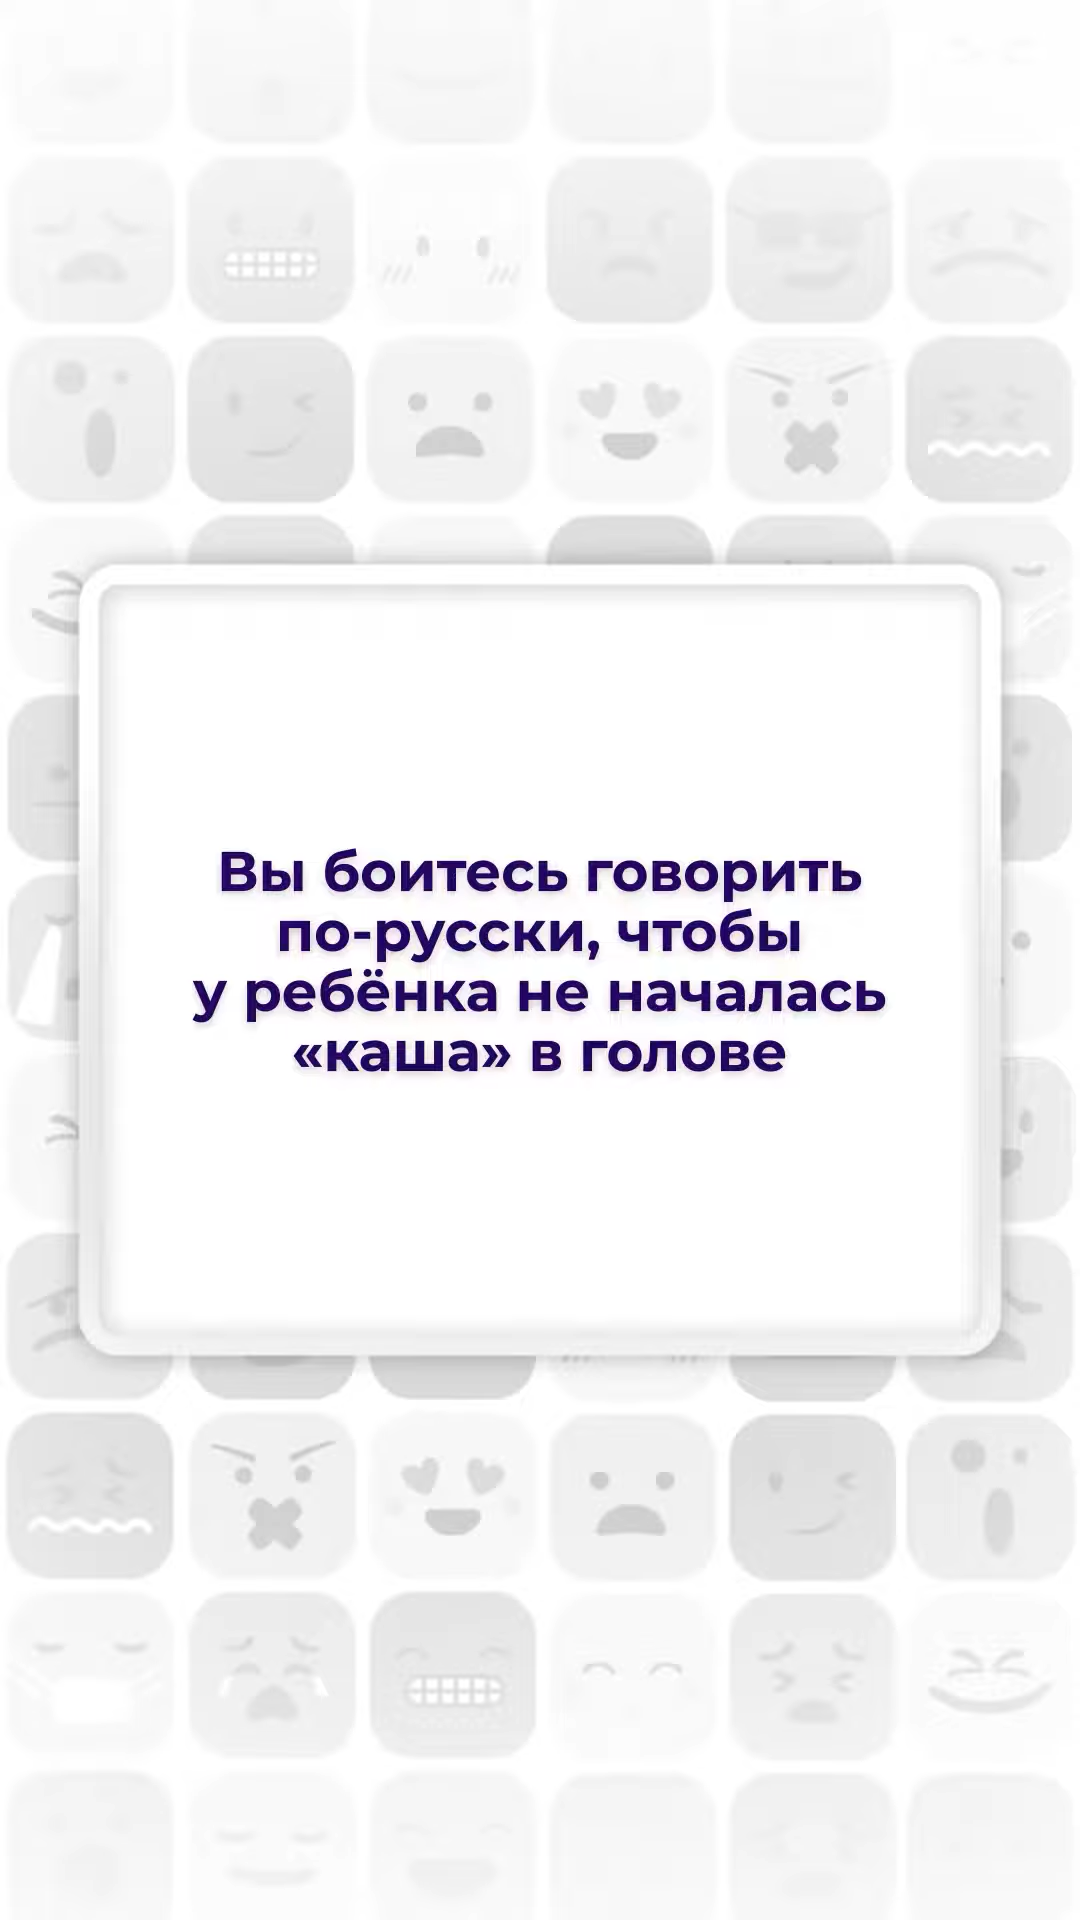 Вы боитесь говорить
по-русски, чтобы
у ребёнка не началась
«каша» в голове